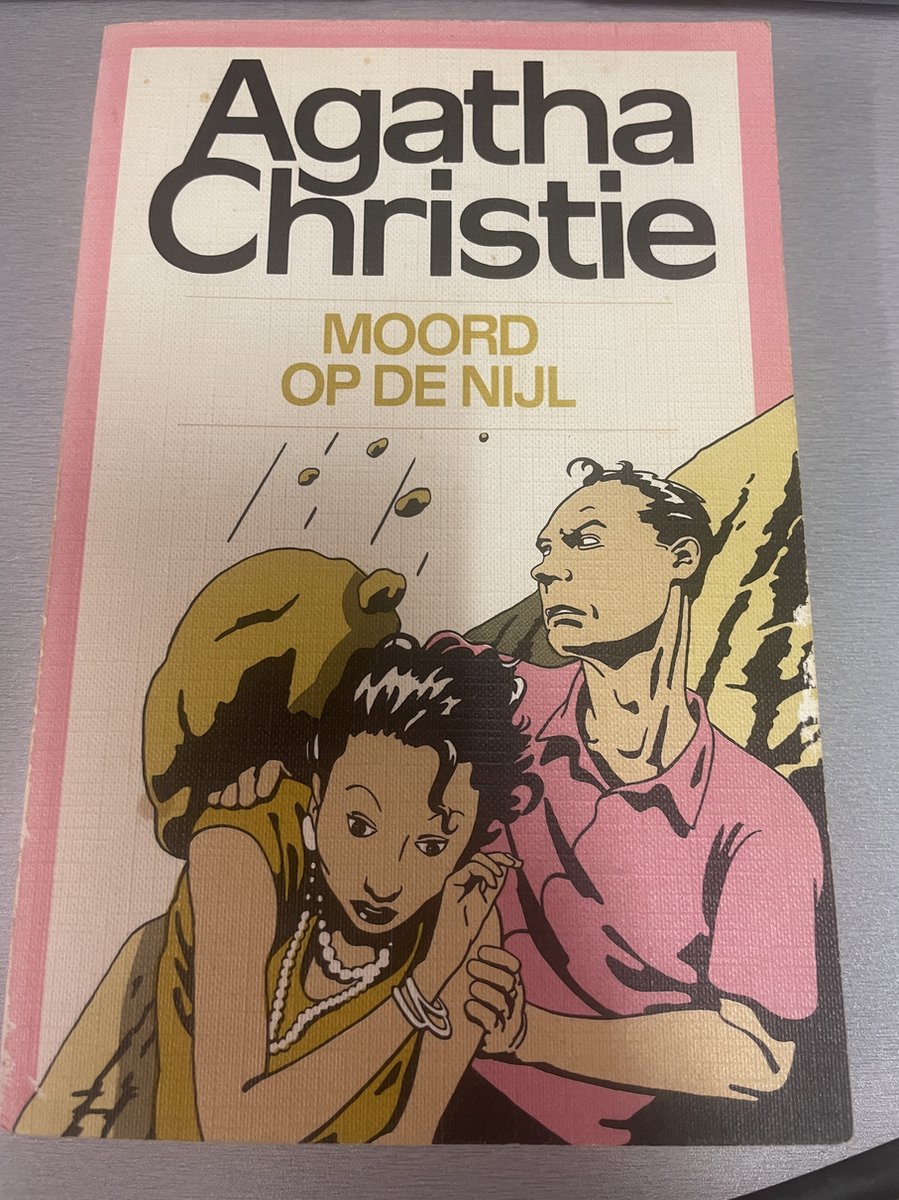 Agatha
Christie
MOORD
OP DE NIJL